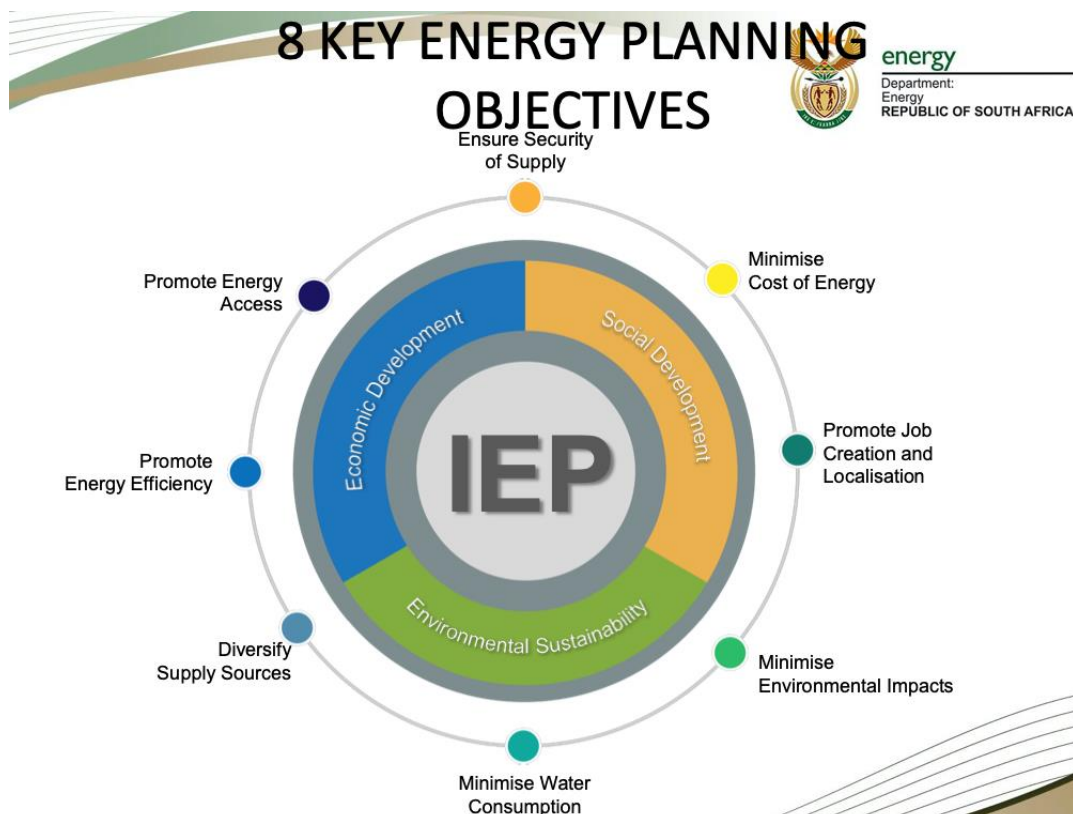 8 KEY ENERGY PLANNING
OBJECTIVES
energy
Department:
Energy
REPUBLIC OF SOUTH AFRICA
Ensure Security
of Supply
Minimise
Cost of Energy
Promote Job
Creation and
Localisation
Minimise
Environmental Impacts
Minimise Water
Consumption
Diversify
Supply Sources
Promote
Energy Efficiency
Promote Energy
Access
Economic Development
Social Development
Environmental Sustainability
IEP